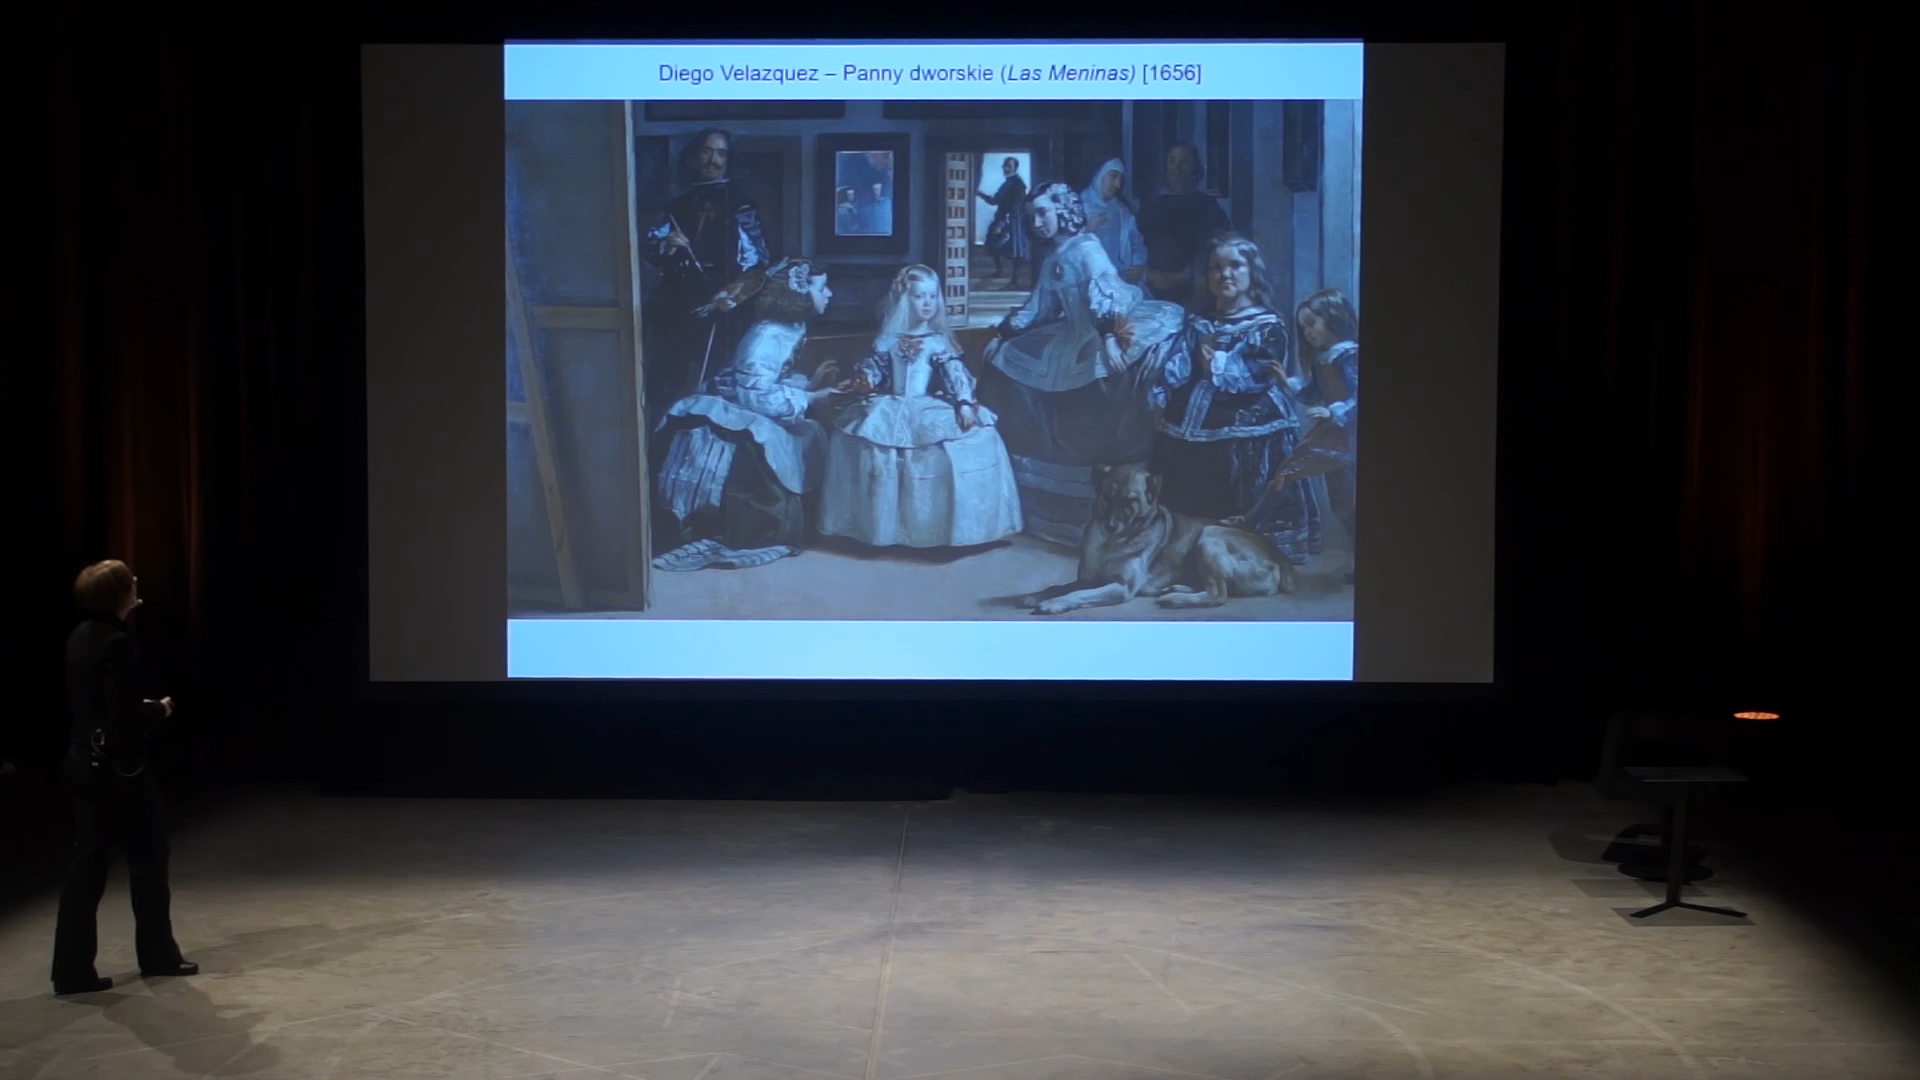 Diego Velazquez – Panny dworskie (Las Meninas) [1656]